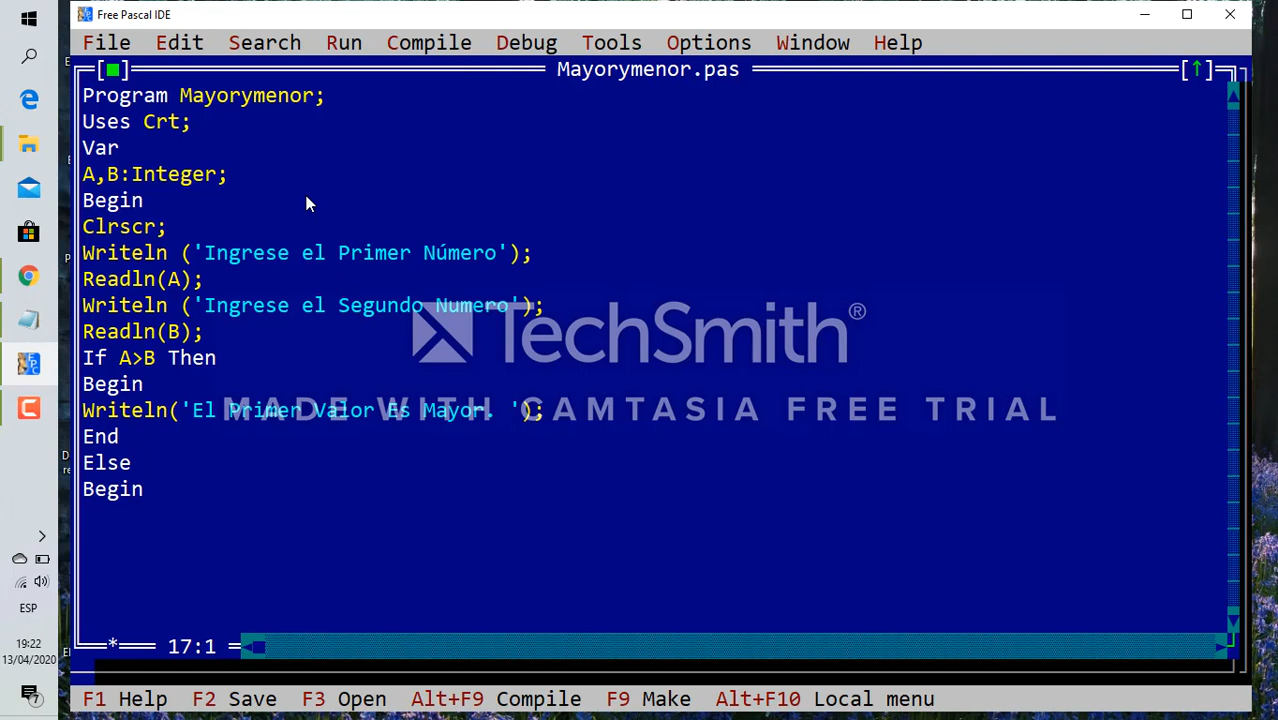 Free Pascal IDE
File Edit Search Run Compile Debug Tools Options Window Help
[■] Mayorymenor.pas [↑]
Program Mayorymenor;
Uses Crt;
Var
A,B:Integer;
Begin
Clrscr;
Writeln ('Ingrese el Primer Número');
Readln(A);
Writeln ('Ingrese el Segundo Numero');
Readln(B);
If A>B Then
Begin
Writeln('El Primer Valor Es Mayor. ');
End
Else
Begin
TechSmith®
MADE WITH CAMTASIA FREE TRIAL
* 17:1
F1 Help F2 Save F3 Open Alt+F9 Compile F9 Make Alt+F10 Local menu
ESP
19:22
13/04/2020
7